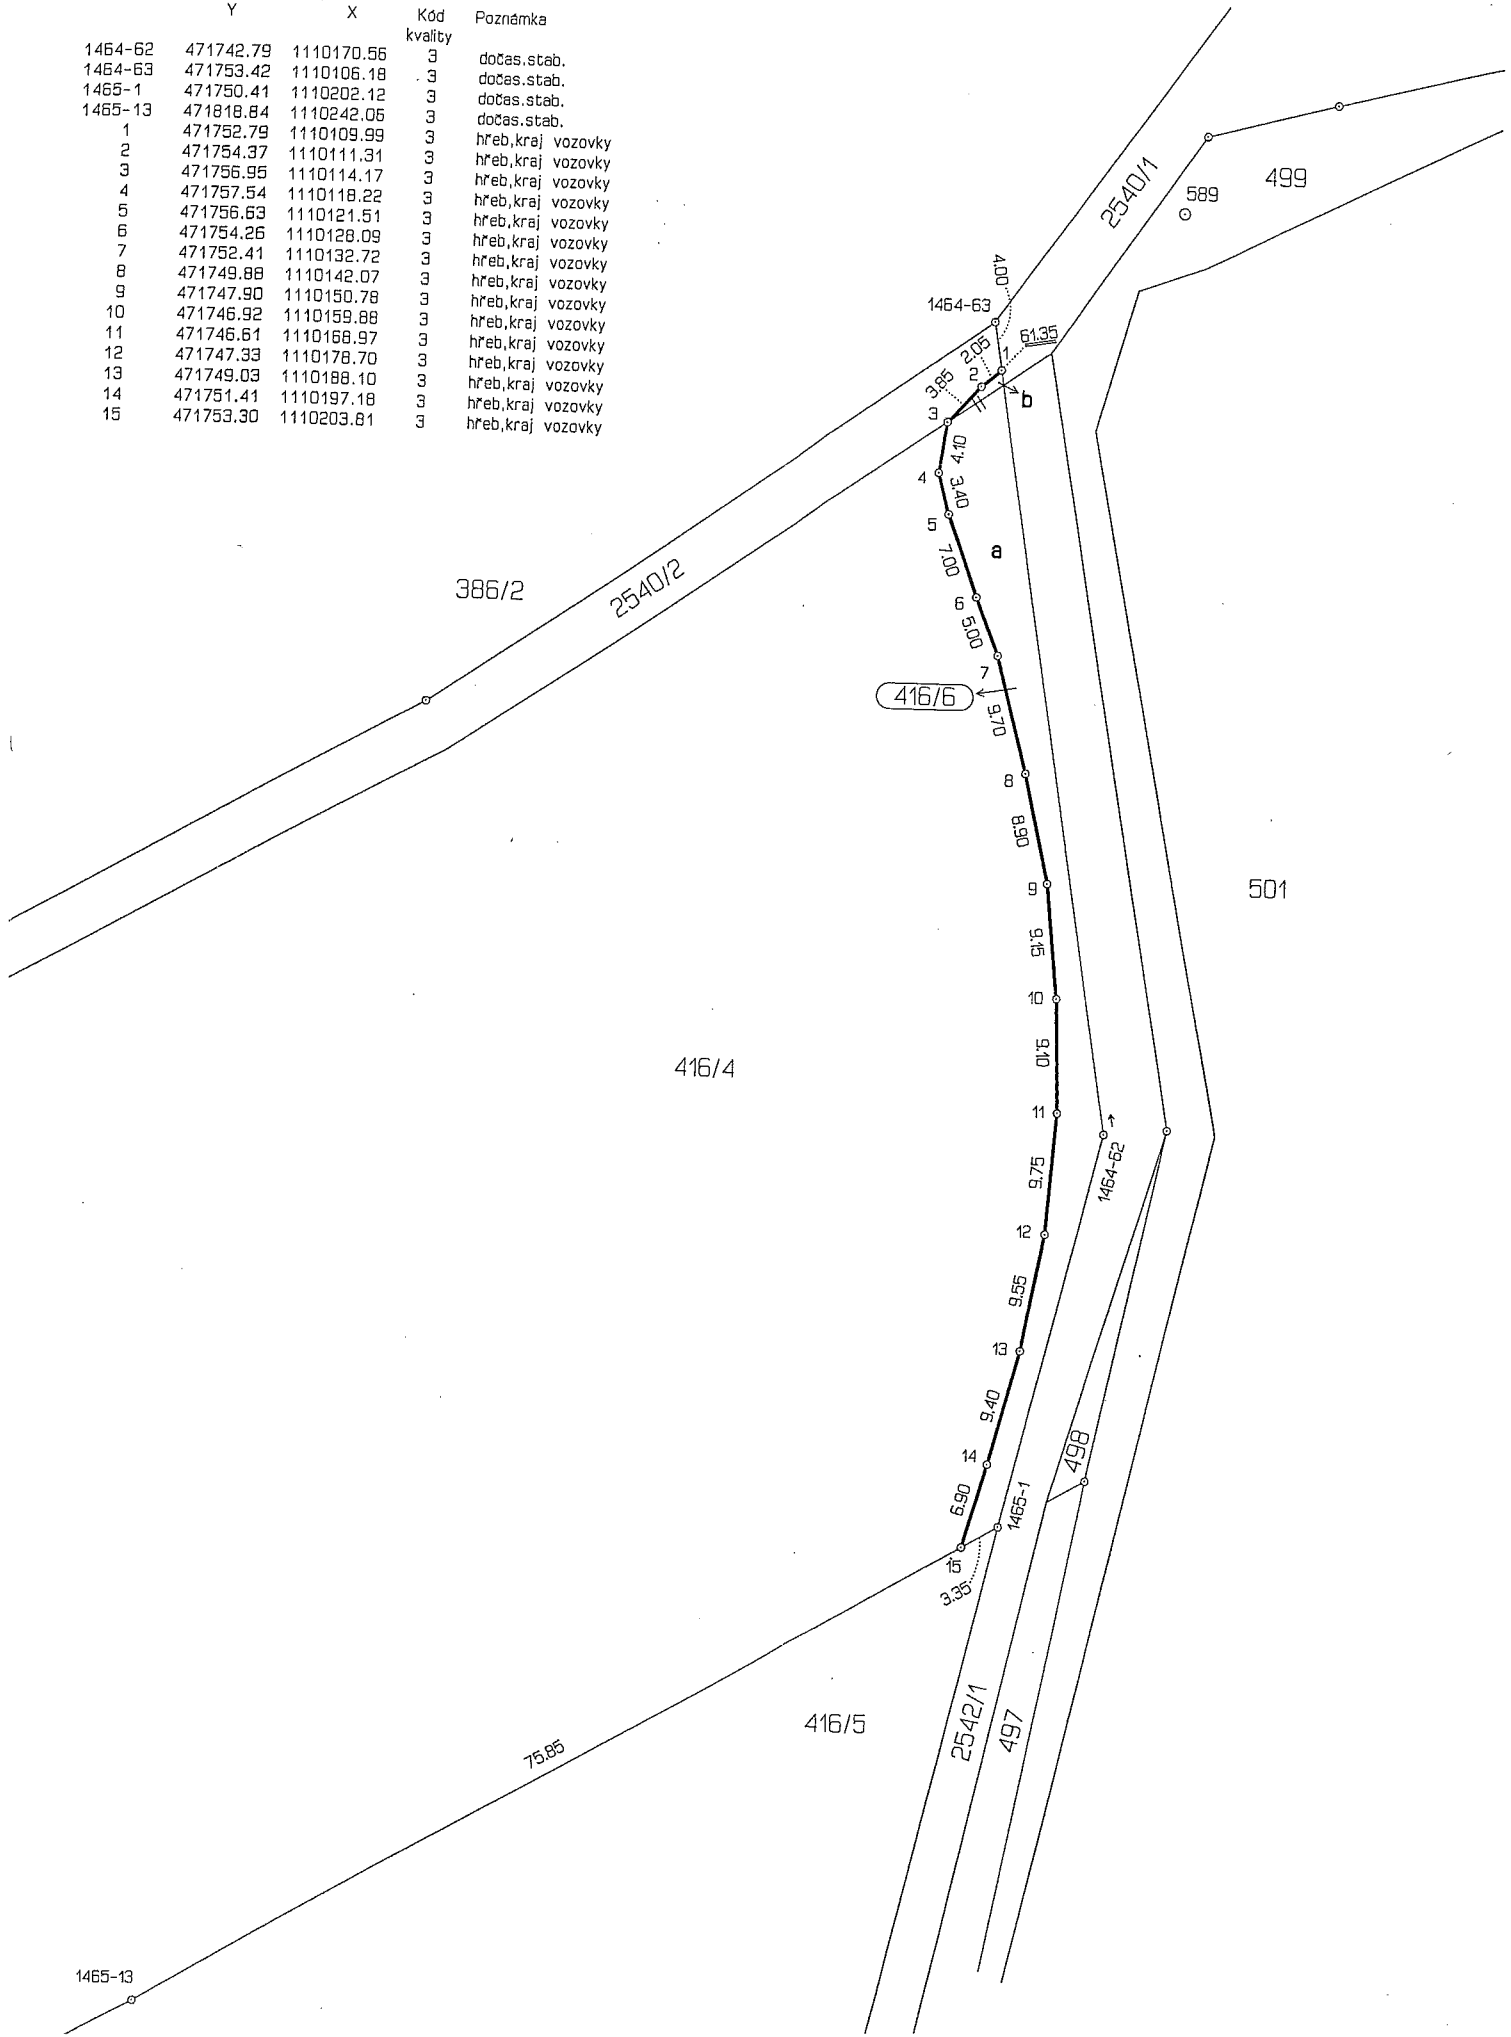 Y X Kód kvality Poznámka
1464-62 471742.79 1110170.56 3 dočas.stab.
1464-63 471753.42 1110106.18 3 dočas.stab.
1465-1 471750.41 1110202.12 3 dočas.stab.
1465-13 471818.84 1110242.06 3 dočas.stab.
1 471752.79 1110109.99 3 hřeb,kraj vozovky
2 471754.37 1110111.31 3 hřeb,kraj vozovky
3 471756.95 1110114.17 3 hřeb,kraj vozovky
4 471757.54 1110118.22 3 hřeb,kraj vozovky
5 471756.63 1110121.51 3 hřeb,kraj vozovky
6 471754.26 1110128.09 3 hřeb,kraj vozovky
7 471752.41 1110132.72 3 hřeb,kraj vozovky
8 471749.88 1110142.07 3 hřeb,kraj vozovky
9 471747.90 1110150.78 3 hřeb,kraj vozovky
10 471746.92 1110159.88 3 hřeb,kraj vozovky
11 471746.61 1110168.97 3 hřeb,kraj vozovky
12 471747.33 1110178.70 3 hřeb,kraj vozovky
13 471749.03 1110188.10 3 hřeb,kraj vozovky
14 471751.41 1110197.18 3 hřeb,kraj vozovky
15 471753.30 1110203.81 3 hřeb,kraj vozovky
2540/1
499
589
4.00
1464-63
61.35
2.05
1
2
3.85
b
3
4.10
4
3.40
5
7.00
a
386/2
2540/2
6
5.00
7
416/6
9.70
8
8.90
9
501
9.15
10
9.10
416/4
11
1464-62
9.75
12
9.55
13
9.40
14
498
6.90
1465-1
15
3.35
416/5
2542/1
497
75.85
1465-13